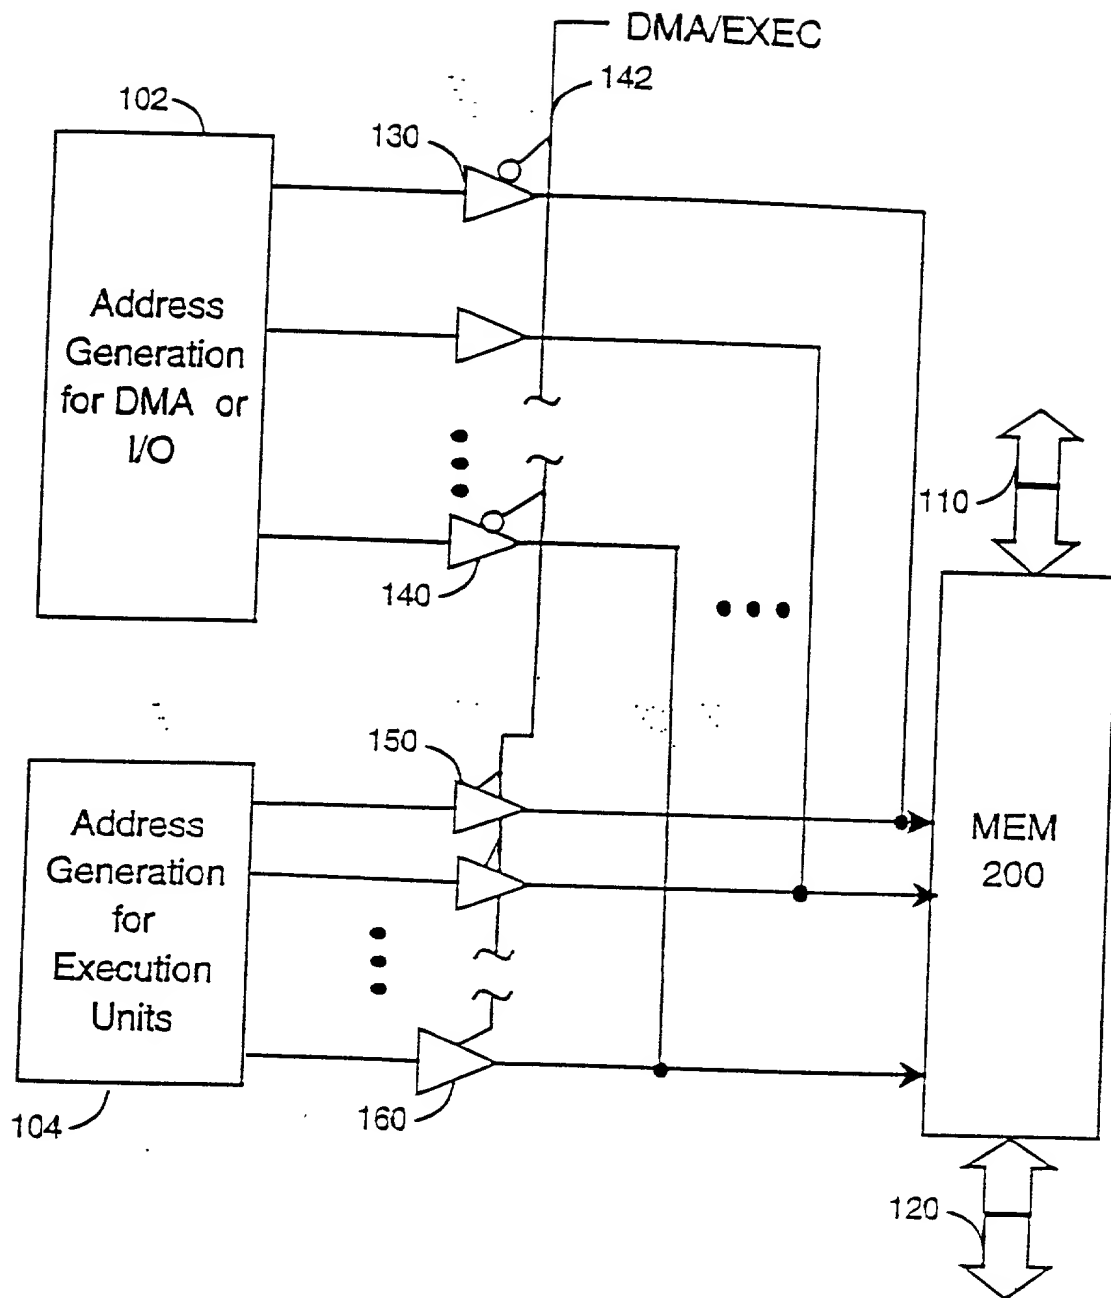 DMA/EXEC
142
102
130
Address
Generation
for DMA or
I/O
110
140
150
Address
Generation
for
Execution
Units
MEM
200
104
160
120